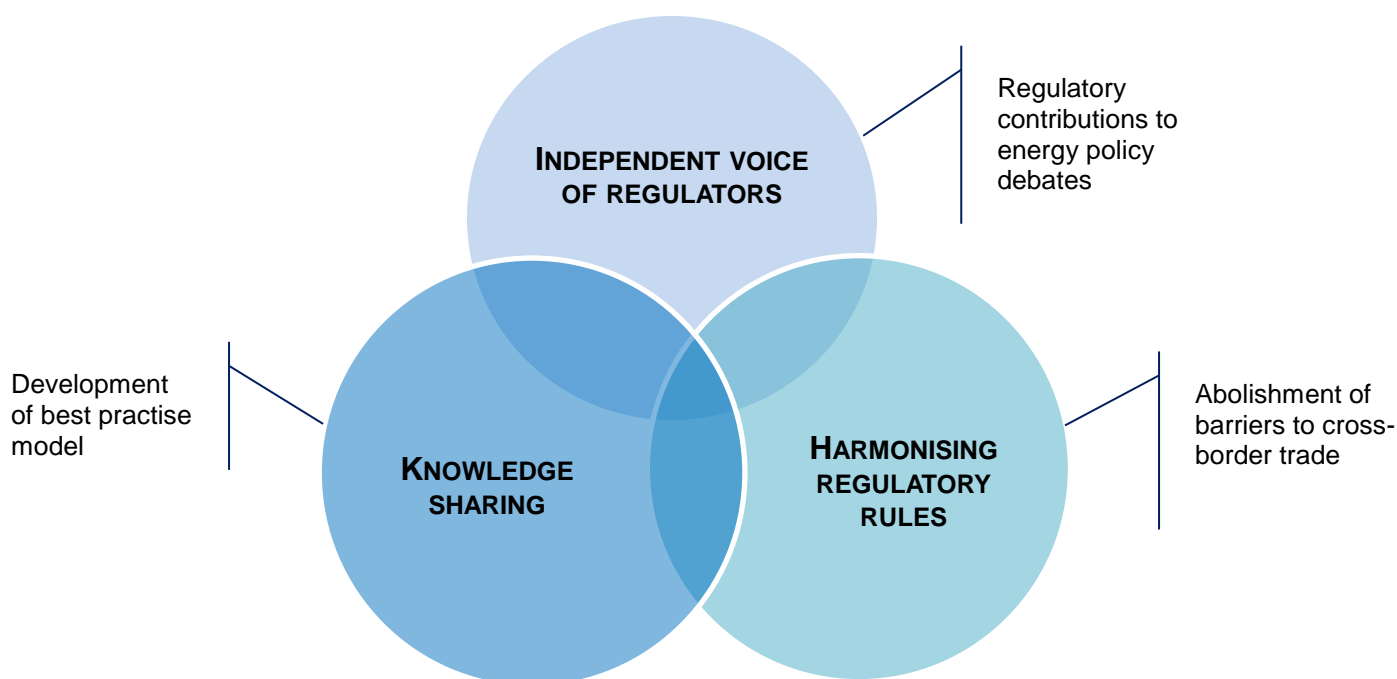 INDEPENDENT VOICE
OF REGULATORS
Regulatory
contributions to
energy policy
debates
Development
of best practise
model
KNOWLEDGE
SHARING
HARMONISING
REGULATORY
RULES
Abolishment of
barriers to cross-
border trade